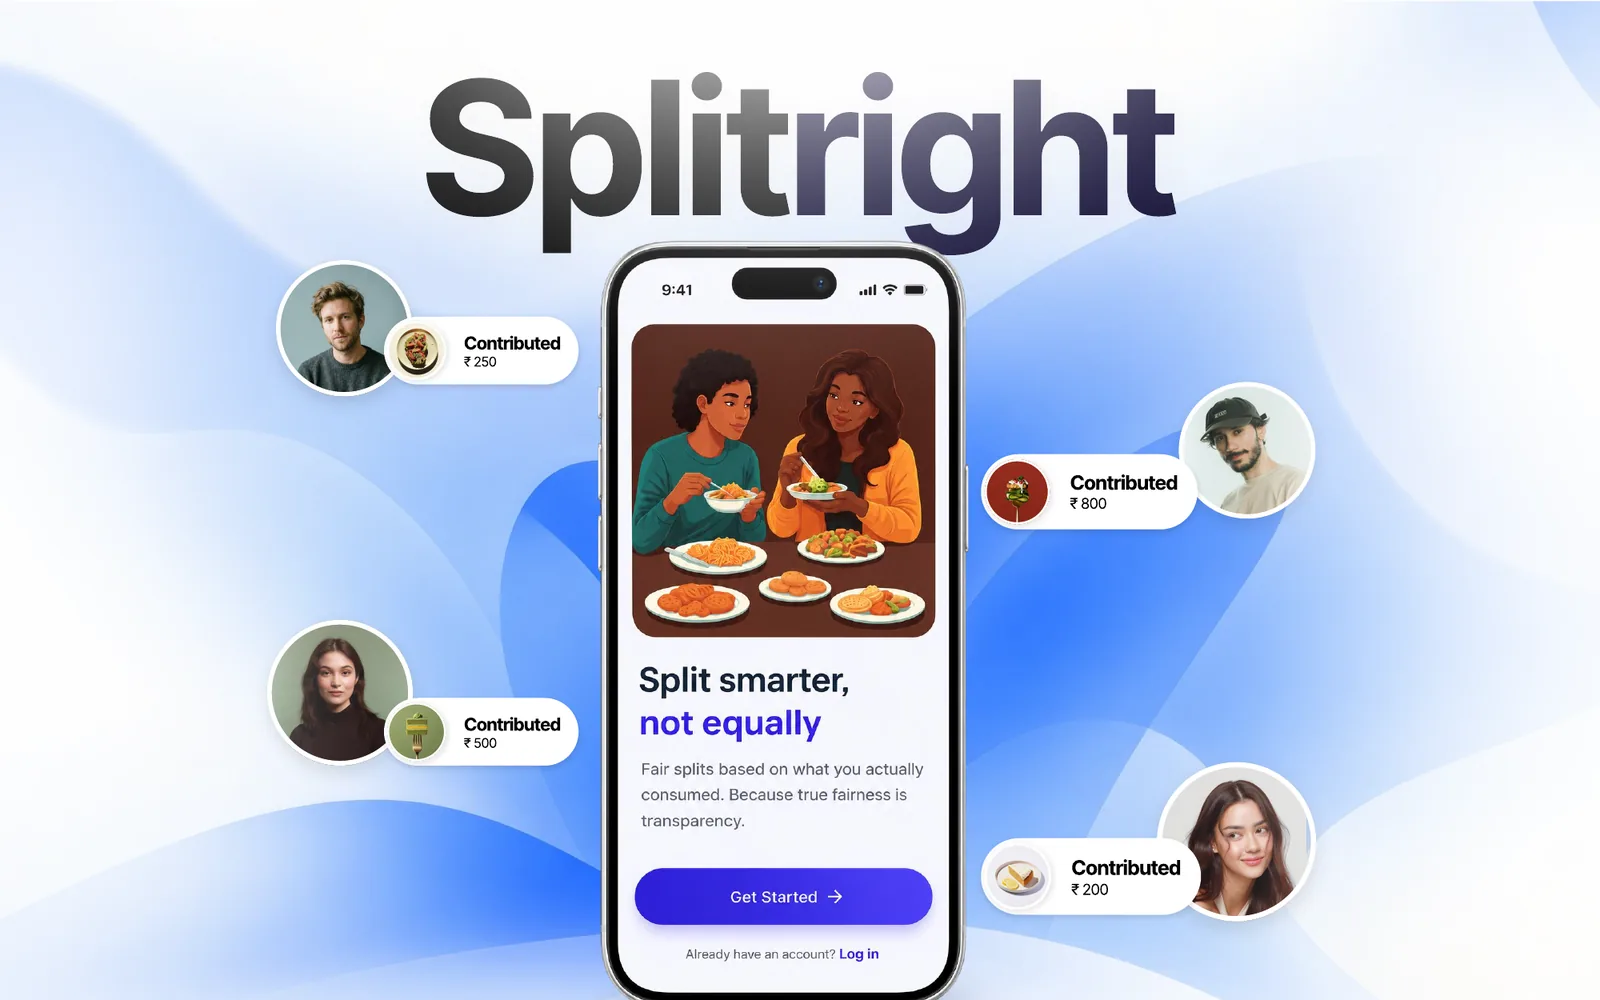 Splitright
9:41
Contributed
₹ 250
Contributed
₹ 800
Contributed
₹ 500
Contributed
₹ 200
Split smarter,
not equally
Fair splits based on what you actually
consumed. Because true fairness is
transparency.
Get Started →
Already have an account? Log in